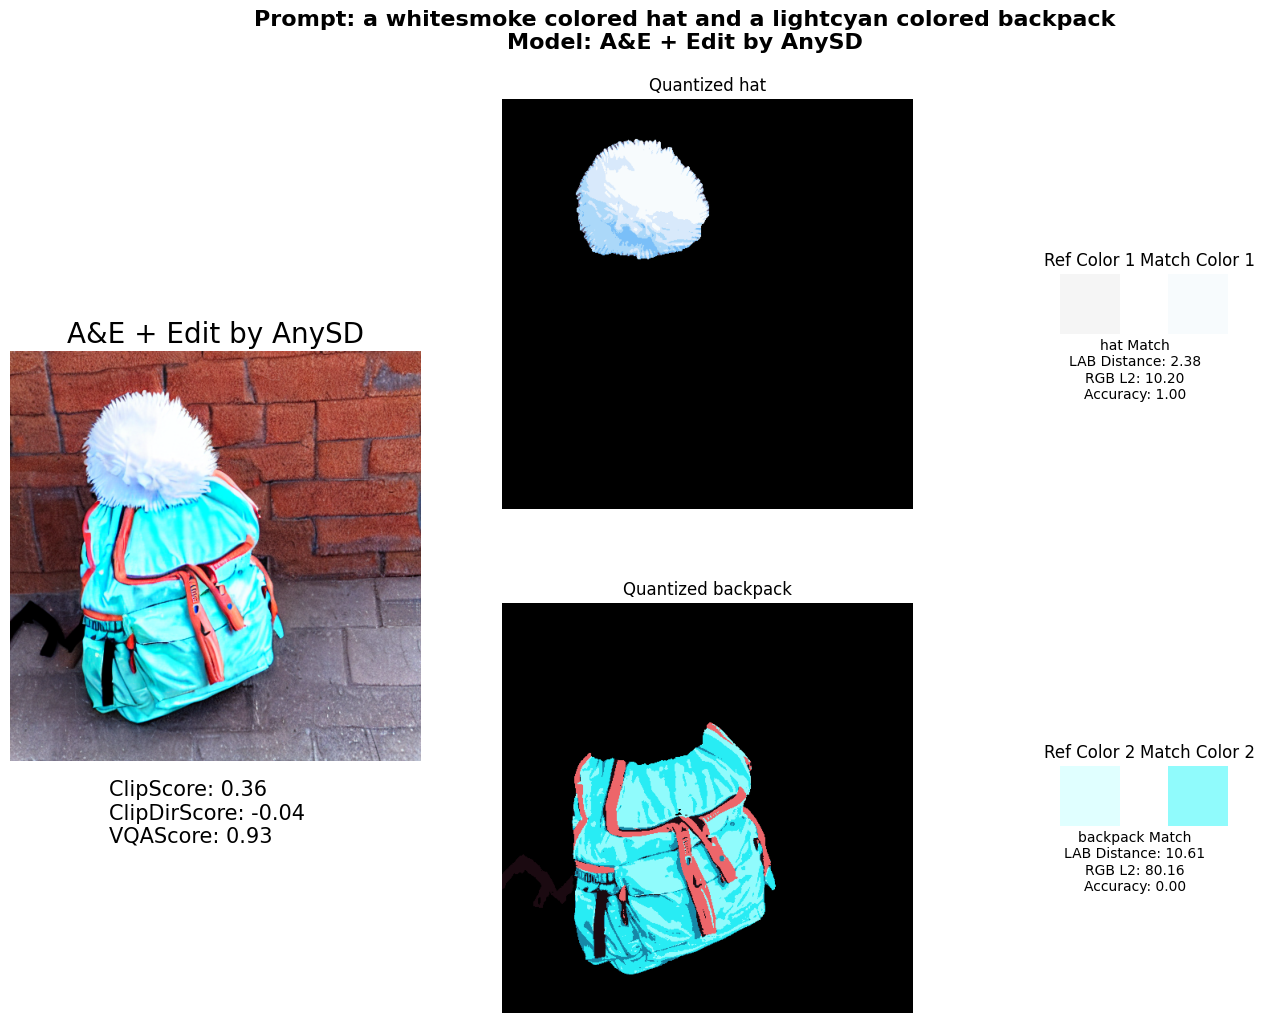 Prompt: a whitesmoke colored hat and a lightcyan colored backpack
Model: A&E + Edit by AnySD
Quantized hat
Ref Color 1 Match Color 1
hat Match
LAB Distance: 2.38
RGB L2: 10.20
Accuracy: 1.00
A&E + Edit by AnySD
ClipScore: 0.36
ClipDirScore: -0.04
VQAScore: 0.93
Quantized backpack
Ref Color 2 Match Color 2
backpack Match
LAB Distance: 10.61
RGB L2: 80.16
Accuracy: 0.00